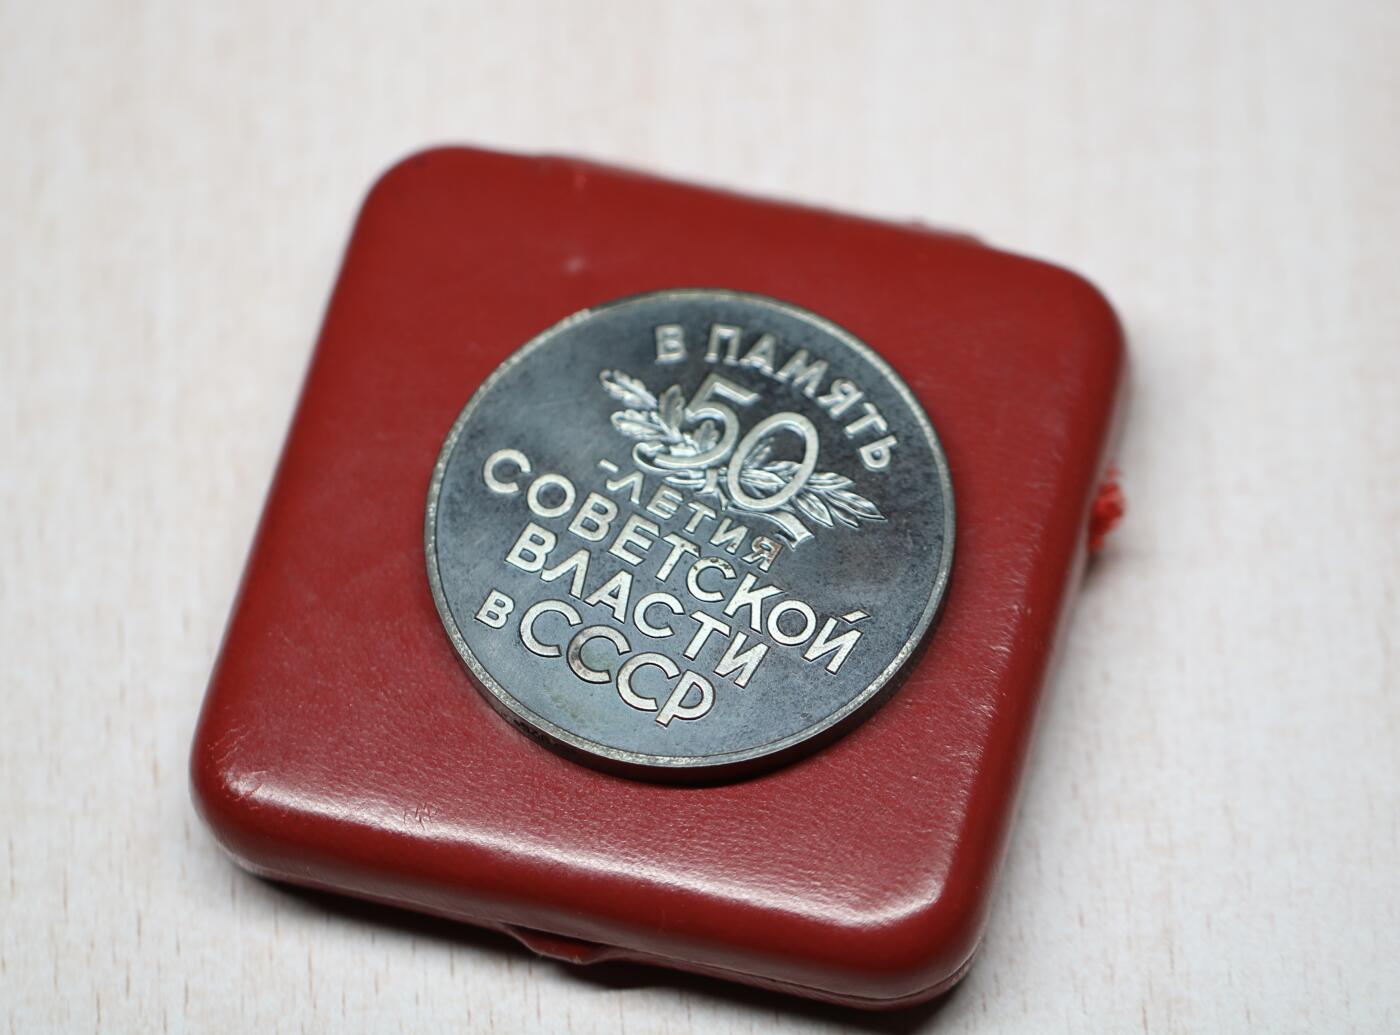 В ПАМЯТЬ
50
-ЛЕТИЯ
СОВЕТСКОЙ
ВЛАСТИ
в СССР